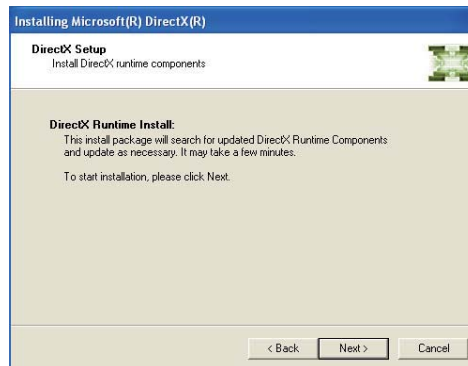 Installing Microsoft(R) DirectX(R)
DirectX Setup
Install DirectX runtime components
DirectX Runtime Install:
This install package will search for updated DirectX Runtime Components
and update as necessary. It may take a few minutes.
To start installation, please click Next.
< Back
Next >
Cancel